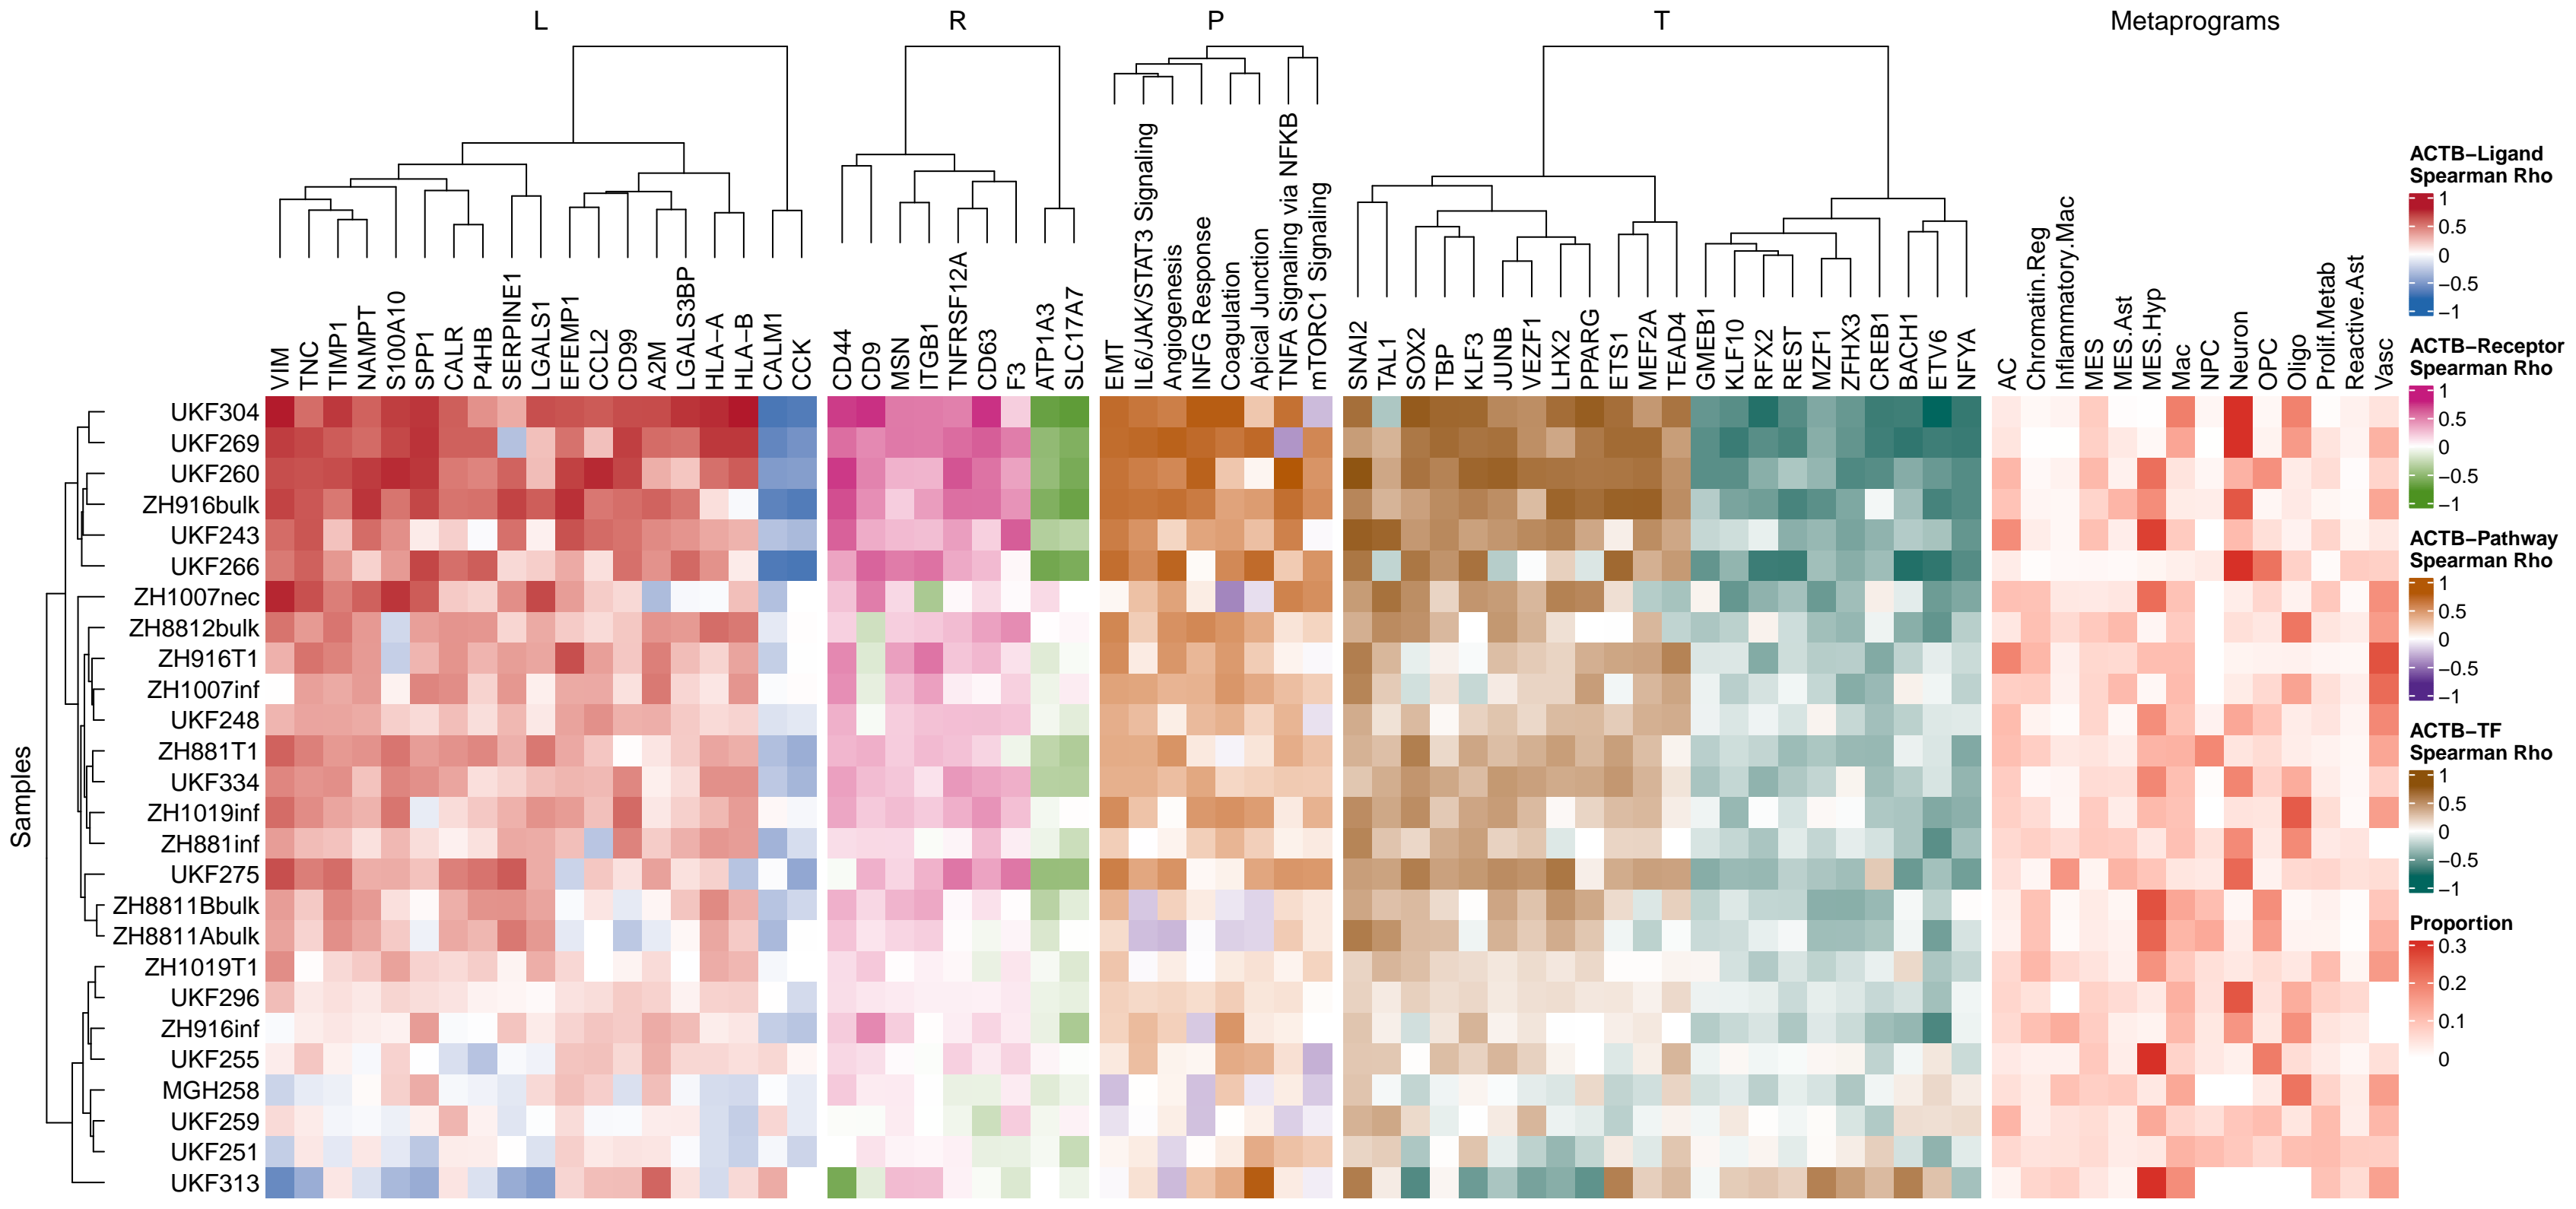 L
R
P
T
Metaprograms
VIM
TNC
TIMP1
NAMPT
S100A10
SPP1
CALR
P4HB
SERPINE1
LGALS1
EFEMP1
CCL2
CD99
A2M
LGALS3BP
HLA−A
HLA−B
CALM1
CCK
CD44
CD9
MSN
ITGB1
TNFRSF12A
CD63
F3
ATP1A3
SLC17A7
EMT
IL6/JAK/STAT3 Signaling
Angiogenesis
INFG Response
Coagulation
Apical Junction
TNFA Signaling via NFKB
mTORC1 Signaling
SNAI2
TAL1
SOX2
TBP
KLF3
JUNB
VEZF1
LHX2
PPARG
ETS1
MEF2A
TEAD4
GMEB1
KLF10
RFX2
REST
MZF1
ZFHX3
CREB1
BACH1
ETV6
NFYA
AC
Chromatin.Reg
Inflammatory.Mac
MES
MES.Ast
MES.Hyp
Mac
NPC
Neuron
OPC
Oligo
Prolif.Metab
Reactive.Ast
Vasc
Samples
UKF304
UKF269
UKF260
ZH916bulk
UKF243
UKF266
ZH1007nec
ZH8812bulk
ZH916T1
ZH1007inf
UKF248
ZH881T1
UKF334
ZH1019inf
ZH881inf
UKF275
ZH8811Bbulk
ZH8811Abulk
ZH1019T1
UKF296
ZH916inf
UKF255
MGH258
UKF259
UKF251
UKF313
ACTB−Ligand
Spearman Rho
1
0.5
0
−0.5
−1
ACTB−Receptor
Spearman Rho
1
0.5
0
−0.5
−1
ACTB−Pathway
Spearman Rho
1
0.5
0
−0.5
−1
ACTB−TF
Spearman Rho
1
0.5
0
−0.5
−1
Proportion
0.3
0.2
0.1
0